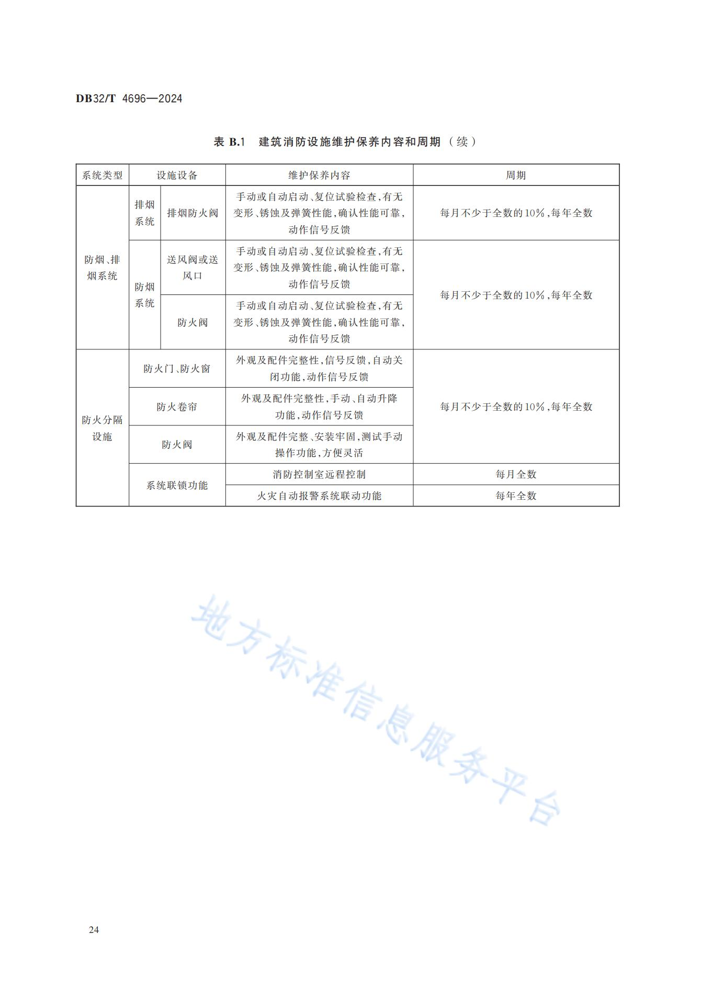 DB32/T 4696—2024
表 B.1 建筑消防设施维护保养内容和周期（续）
系统类型 设施设备 维护保养内容 周期
防烟、排
烟系统
排烟
系统
排烟防火阀
手动或自动启动、复位试验检查,有无
变形、锈蚀及弹簧性能,确认性能可靠,
动作信号反馈
每月不少于全数的10%,每年全数
防烟
系统
送风阀或送
风口
手动或自动启动、复位试验检查,有无
变形、锈蚀及弹簧性能,确认性能可靠,
动作信号反馈
每月不少于全数的10%,每年全数
防火阀
手动或自动启动、复位试验检查,有无
变形、锈蚀及弹簧性能,确认性能可靠,
动作信号反馈
防火分隔
设施
防火门、防火窗
外观及配件完整性,信号反馈,自动关
闭功能,动作信号反馈
每月不少于全数的10%,每年全数
防火卷帘
外观及配件完整性,手动、自动升降
功能,动作信号反馈
防火阀
外观及配件完整、安装牢固,测试手动
操作功能,方便灵活
系统联锁功能
消防控制室远程控制 每月全数
火灾自动报警系统联动功能 每年全数
地方标准信息服务平台
24